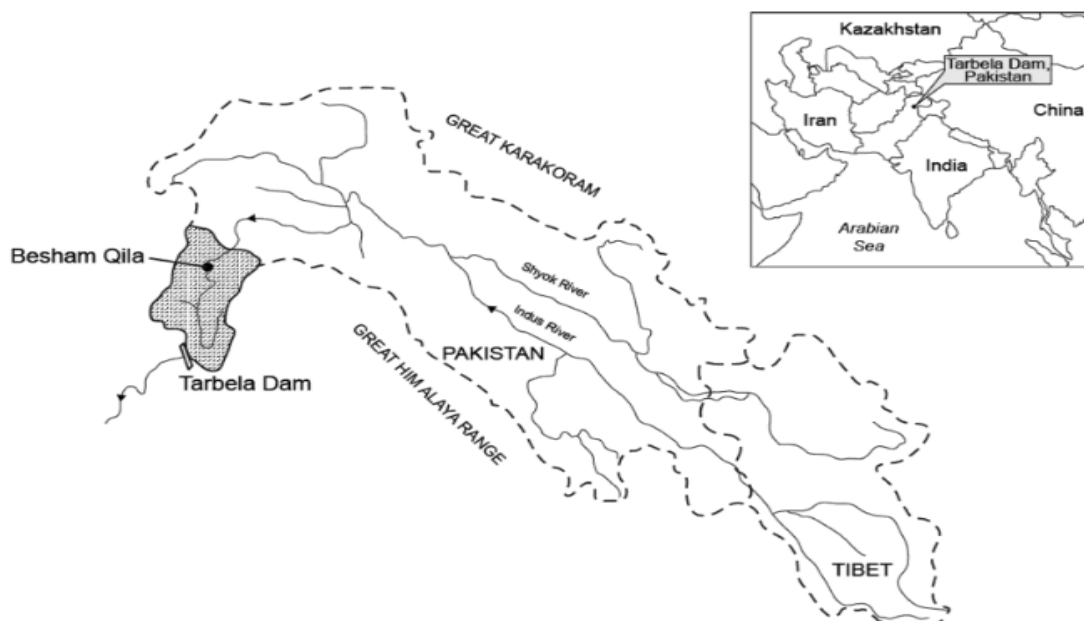 Kazakhstan
Tarbela Dam,
Pakistan
China
Iran
India
Arabian
Sea
GREAT KARAKORAM
Besham Qila
Shyok River
Indus River
PAKISTAN
GREAT HIM ALAYA RANGE
Tarbela Dam
TIBET